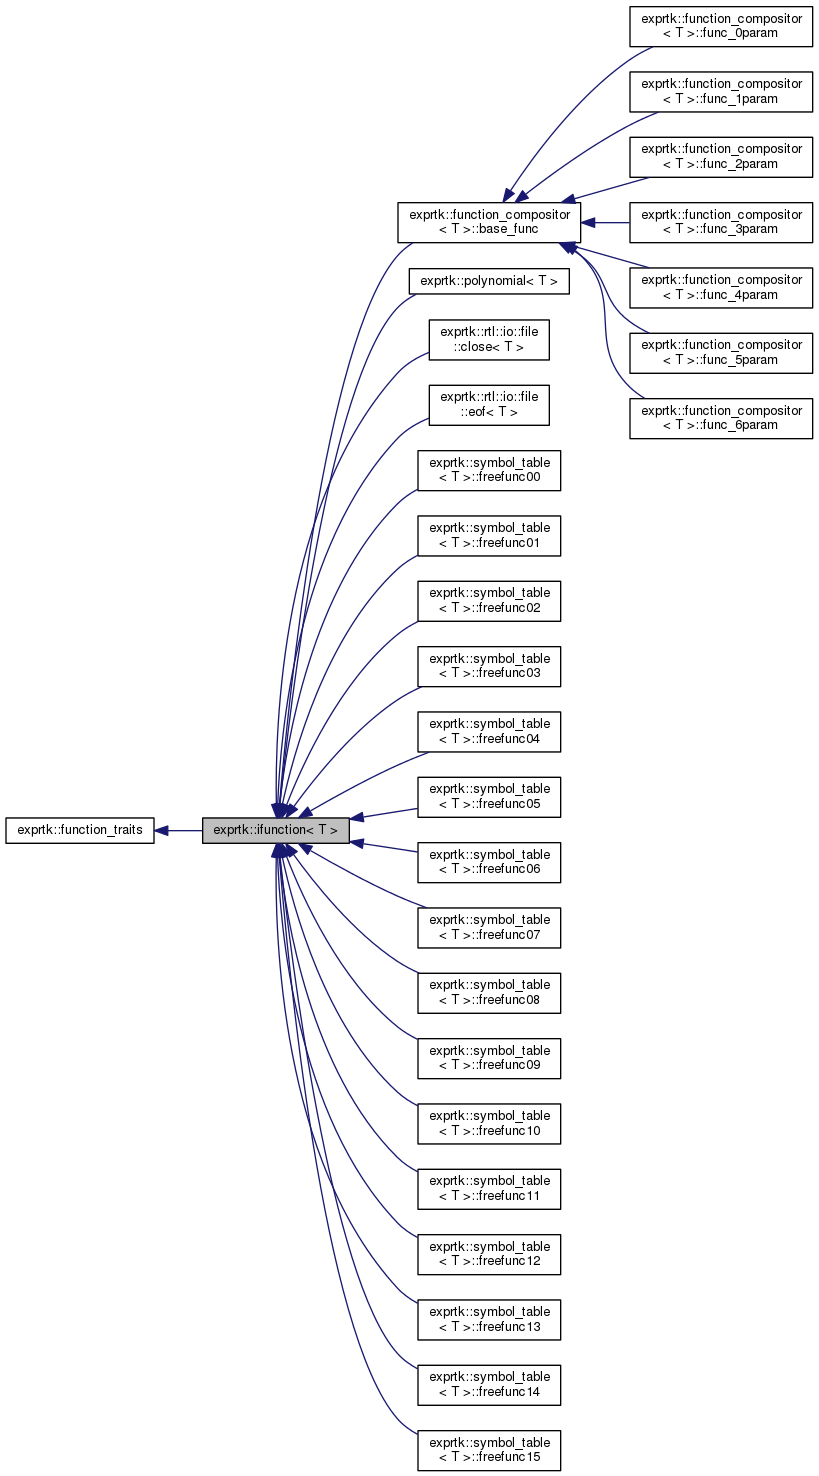 exprtk::function_compositor
< T >::func_0param
exprtk::function_compositor
< T >::func_1param
exprtk::function_compositor
< T >::func_2param
exprtk::function_compositor
< T >::base_func
exprtk::function_compositor
< T >::func_3param
exprtk::polynomial< T >
exprtk::function_compositor
< T >::func_4param
exprtk::rtl::io::file
::close< T >
exprtk::function_compositor
< T >::func_5param
exprtk::rtl::io::file
::eof< T >
exprtk::function_compositor
< T >::func_6param
exprtk::symbol_table
< T >::freefunc00
exprtk::symbol_table
< T >::freefunc01
exprtk::symbol_table
< T >::freefunc02
exprtk::symbol_table
< T >::freefunc03
exprtk::symbol_table
< T >::freefunc04
exprtk::symbol_table
< T >::freefunc05
exprtk::function_traits
exprtk::ifunction< T >
exprtk::symbol_table
< T >::freefunc06
exprtk::symbol_table
< T >::freefunc07
exprtk::symbol_table
< T >::freefunc08
exprtk::symbol_table
< T >::freefunc09
exprtk::symbol_table
< T >::freefunc10
exprtk::symbol_table
< T >::freefunc11
exprtk::symbol_table
< T >::freefunc12
exprtk::symbol_table
< T >::freefunc13
exprtk::symbol_table
< T >::freefunc14
exprtk::symbol_table
< T >::freefunc15